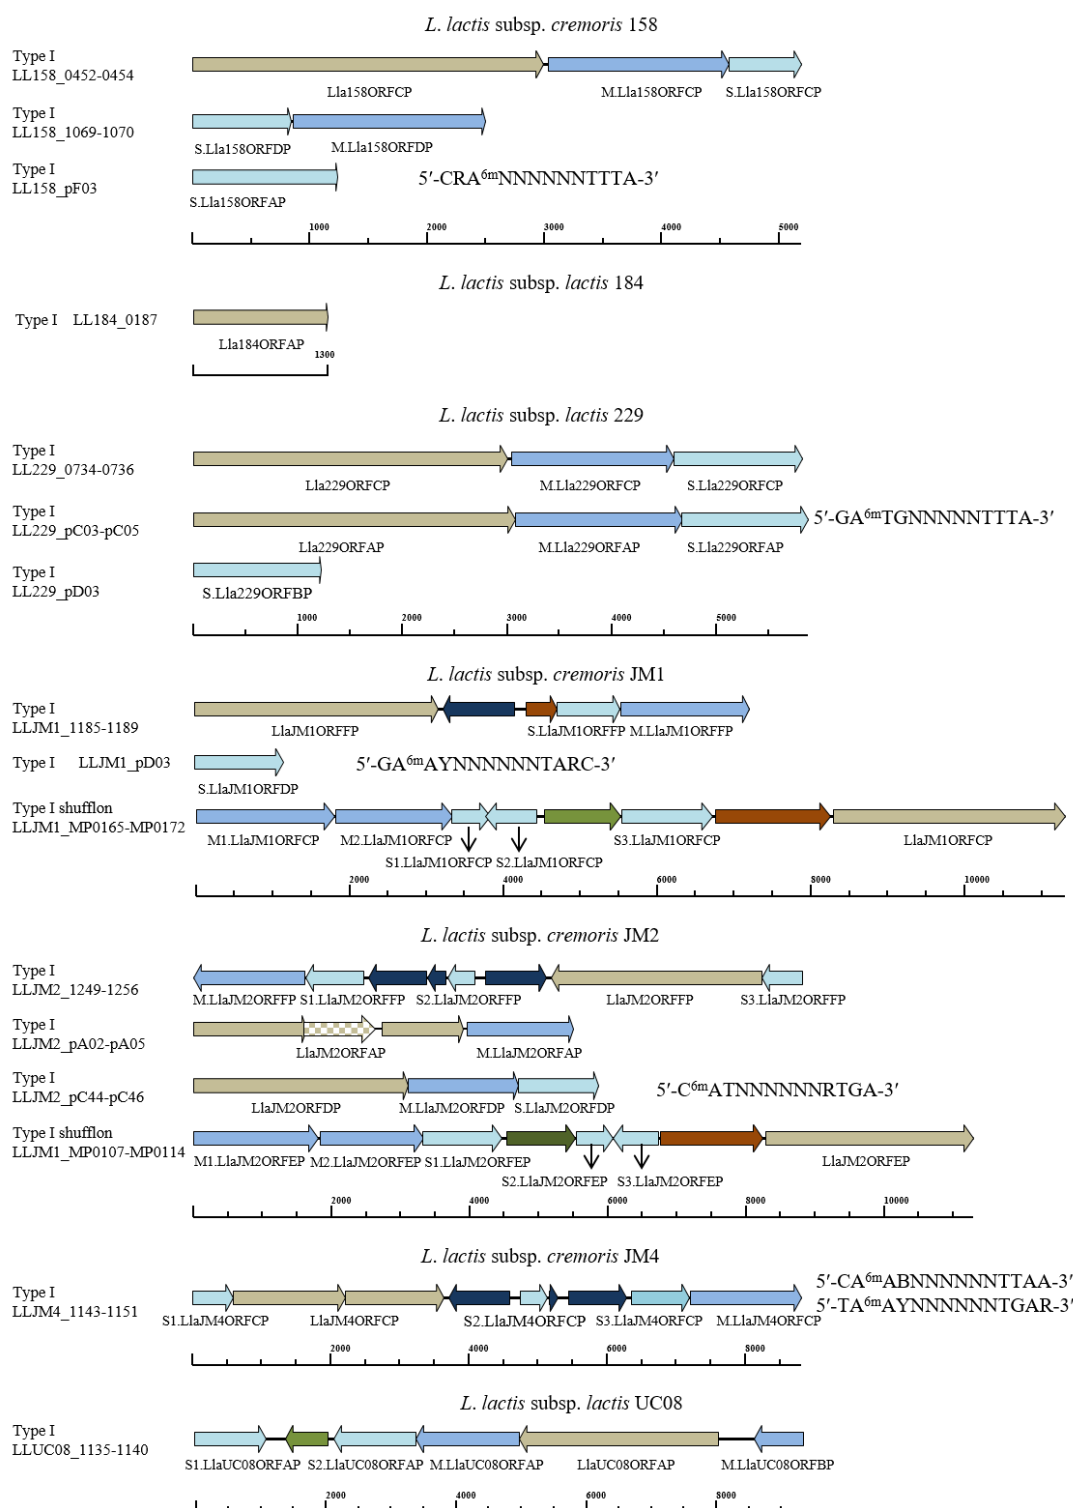 L. lactis subsp. cremoris 158
Type I
LL158_0452-0454
Lla158ORFCP M.Lla158ORFCP S.Lla158ORFCP
Type I
LL158_1069-1070
S.Lla158ORFDP M.Lla158ORFDP
Type I
LL158_pF03
5′-CRA⁶ᵐNNNNNNTTTA-3′
S.Lla158ORFAP
1000 2000 3000 4000 5000
L. lactis subsp. lactis 184
Type I LL184_0187
Lla184ORFAP
1300
L. lactis subsp. lactis 229
Type I
LL229_0734-0736
Lla229ORFCP M.Lla229ORFCP S.Lla229ORFCP
Type I
LL229_pC03-pC05
5′-GA⁶ᵐTGNNNNNTTTA-3′
Lla229ORFAP M.Lla229ORFAP S.Lla229ORFAP
Type I
LL229_pD03
S.Lla229ORFBP
1000 2000 3000 4000 5000
L. lactis subsp. cremoris JM1
Type I
LLJM1_1185-1189
LlaJM1ORFFP S.LlaJM1ORFFP M.LlaJM1ORFFP
Type I LLJM1_pD03
5′-GA⁶ᵐAYNNNNNNTARC-3′
S.LlaJM1ORFDP
Type I shufflon
LLJM1_MP0165-MP0172
M1.LlaJM1ORFCP M2.LlaJM1ORFCP S3.LlaJM1ORFCP LlaJM1ORFCP
S1.LlaJM1ORFCP S2.LlaJM1ORFCP
2000 4000 6000 8000 10000
L. lactis subsp. cremoris JM2
Type I
LLJM2_1249-1256
M.LlaJM2ORFFP S1.LlaJM2ORFFP S2.LlaJM2ORFFP LlaJM2ORFFP S3.LlaJM2ORFFP
Type I
LLJM2_pA02-pA05
LlaJM2ORFAP M.LlaJM2ORFAP
Type I
LLJM2_pC44-pC46
5′-C⁶ᵐATNNNNNNRTGA-3′
LlaJM2ORFDP M.LlaJM2ORFDP S.LlaJM2ORFDP
Type I shufflon
LLJM1_MP0107-MP0114
M1.LlaJM2ORFEP M2.LlaJM2ORFEP S1.LlaJM2ORFEP LlaJM2ORFEP
S2.LlaJM2ORFEP S3.LlaJM2ORFEP
2000 4000 6000 8000 10000
L. lactis subsp. cremoris JM4
Type I
LLJM4_1143-1151
5′-CA⁶ᵐABNNNNNNTTAA-3′
5′-TA⁶ᵐAYNNNNNNTGAR-3′
S1.LlaJM4ORFCP LlaJM4ORFCP S2.LlaJM4ORFCP S3.LlaJM4ORFCP M.LlaJM4ORFCP
2000 4000 6000 8000
L. lactis subsp. lactis UC08
Type I
LLUC08_1135-1140
S1.LlaUC08ORFAP S2.LlaUC08ORFAP M.LlaUC08ORFAP LlaUC08ORFAP M.LlaUC08ORFBP
2000 4000 6000 8000